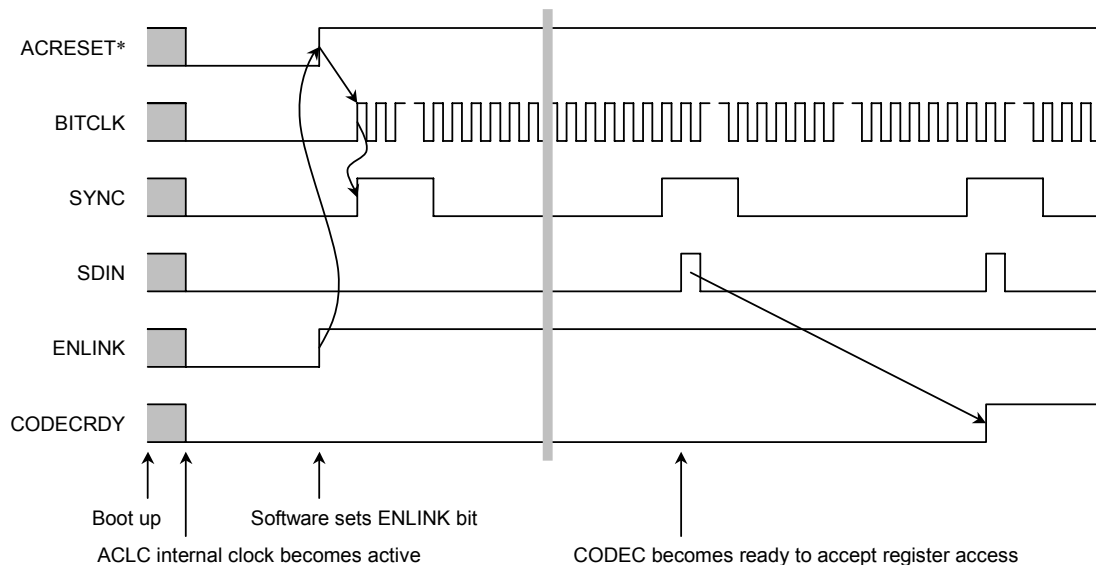 ACRESET*
BITCLK
SYNC
SDIN
ENLINK
CODECRDY
Boot up
Software sets ENLINK bit
ACLC internal clock becomes active
CODEC becomes ready to accept register access